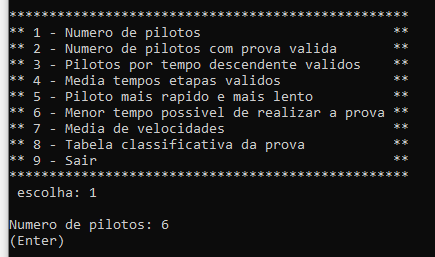 **************************************************
** 1 - Numero de pilotos                        **
** 2 - Numero de pilotos com prova valida       **
** 3 - Pilotos por tempo descendente validos    **
** 4 - Media tempos etapas validos              **
** 5 - Piloto mais rapido e mais lento          **
** 6 - Menor tempo possivel de realizar a prova **
** 7 - Media de velocidades                     **
** 8 - Tabela classificativa da prova           **
** 9 - Sair                                     **
**************************************************
escolha: 1
Numero de pilotos: 6
(Enter)